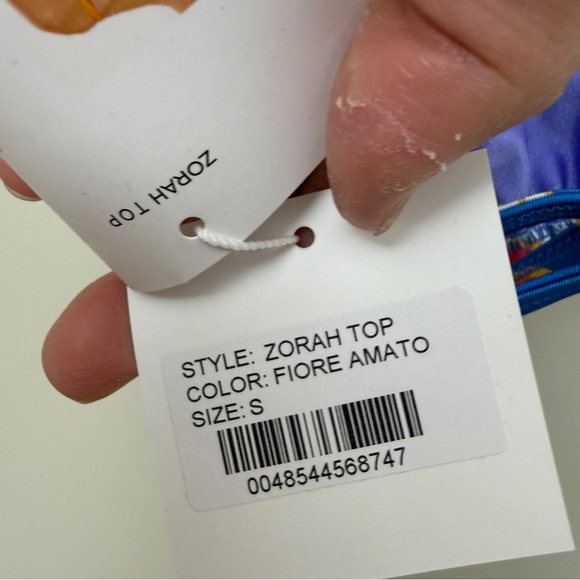 ZORAH TOP
STYLE: ZORAH TOP
COLOR: FIORE AMATO
SIZE: S
0048544568747